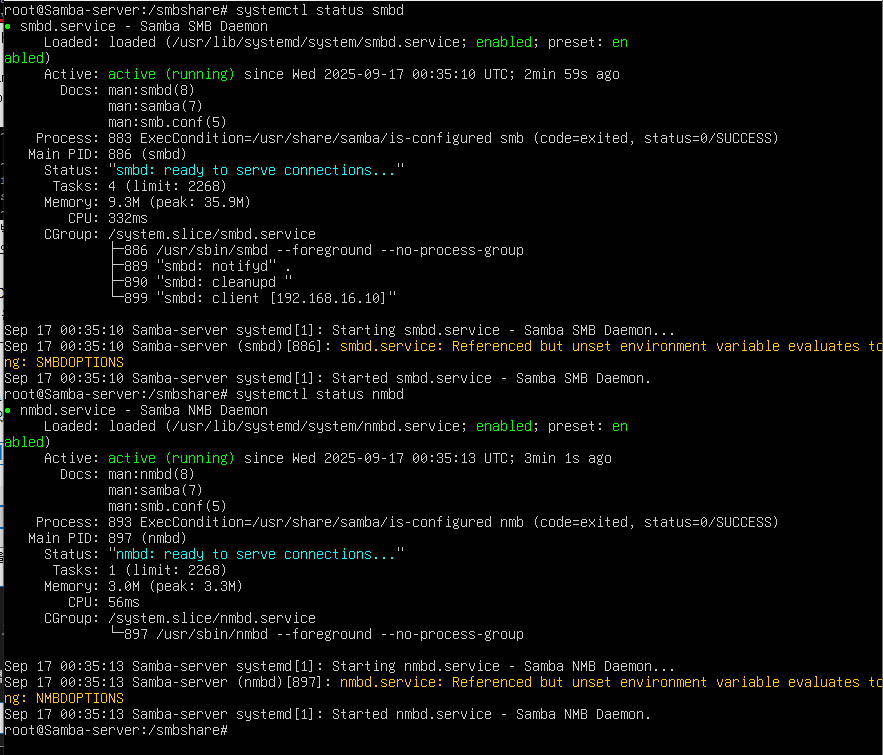 root@Samba-server:/smbshare# systemctl status smbd
● smbd.service - Samba SMB Daemon
Loaded: loaded (/usr/lib/systemd/system/smbd.service; enabled; preset: en
abled)
Active: active (running) since Wed 2025-09-17 00:35:10 UTC; 2min 59s ago
Docs: man:smbd(8)
man:samba(7)
man:smb.conf(5)
Process: 883 ExecCondition=/usr/share/samba/is-configured smb (code=exited, status=0/SUCCESS)
Main PID: 886 (smbd)
Status: "smbd: ready to serve connections..."
Tasks: 4 (limit: 2268)
Memory: 9.3M (peak: 35.9M)
CPU: 332ms
CGroup: /system.slice/smbd.service
├─886 /usr/sbin/smbd --foreground --no-process-group
├─889 "smbd: notifyd" .
├─890 "smbd: cleanupd "
└─899 "smbd: client [192.168.16.10]"
Sep 17 00:35:10 Samba-server systemd[1]: Starting smbd.service - Samba SMB Daemon...
Sep 17 00:35:10 Samba-server (smbd)[886]: smbd.service: Referenced but unset environment variable evaluates to
ng: SMBDOPTIONS
Sep 17 00:35:10 Samba-server systemd[1]: Started smbd.service - Samba SMB Daemon.
root@Samba-server:/smbshare# systemctl status nmbd
● nmbd.service - Samba NMB Daemon
Loaded: loaded (/usr/lib/systemd/system/nmbd.service; enabled; preset: en
abled)
Active: active (running) since Wed 2025-09-17 00:35:13 UTC; 3min 1s ago
Docs: man:nmbd(8)
man:samba(7)
man:smb.conf(5)
Process: 893 ExecCondition=/usr/share/samba/is-configured nmb (code=exited, status=0/SUCCESS)
Main PID: 897 (nmbd)
Status: "nmbd: ready to serve connections..."
Tasks: 1 (limit: 2268)
Memory: 3.0M (peak: 3.3M)
CPU: 56ms
CGroup: /system.slice/nmbd.service
└─897 /usr/sbin/nmbd --foreground --no-process-group
Sep 17 00:35:13 Samba-server systemd[1]: Starting nmbd.service - Samba NMB Daemon...
Sep 17 00:35:13 Samba-server (nmbd)[897]: nmbd.service: Referenced but unset environment variable evaluates to
ng: NMBDOPTIONS
Sep 17 00:35:13 Samba-server systemd[1]: Started nmbd.service - Samba NMB Daemon.
root@Samba-server:/smbshare#